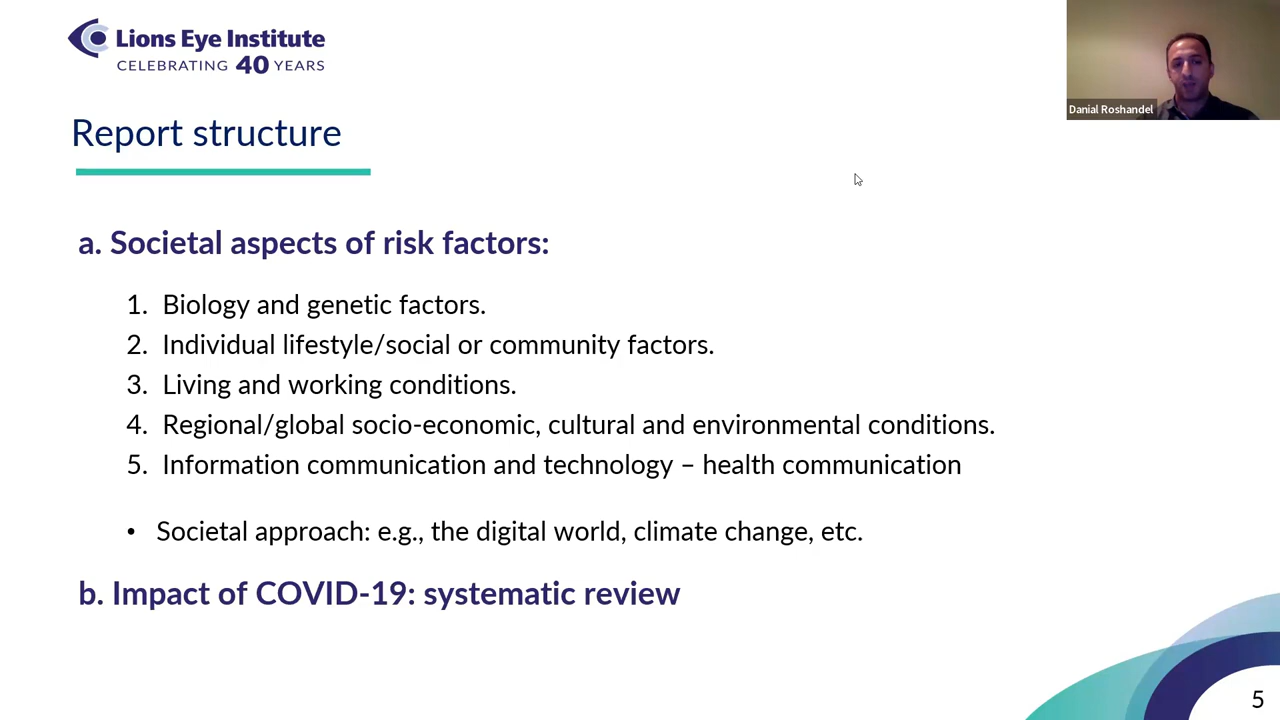 Lions Eye Institute
CELEBRATING 40 YEARS
Danial Roshandel
Report structure
a. Societal aspects of risk factors:
1. Biology and genetic factors.
2. Individual lifestyle/social or community factors.
3. Living and working conditions.
4. Regional/global socio-economic, cultural and environmental conditions.
5. Information communication and technology – health communication
• Societal approach: e.g., the digital world, climate change, etc.
b. Impact of COVID-19: systematic review
5